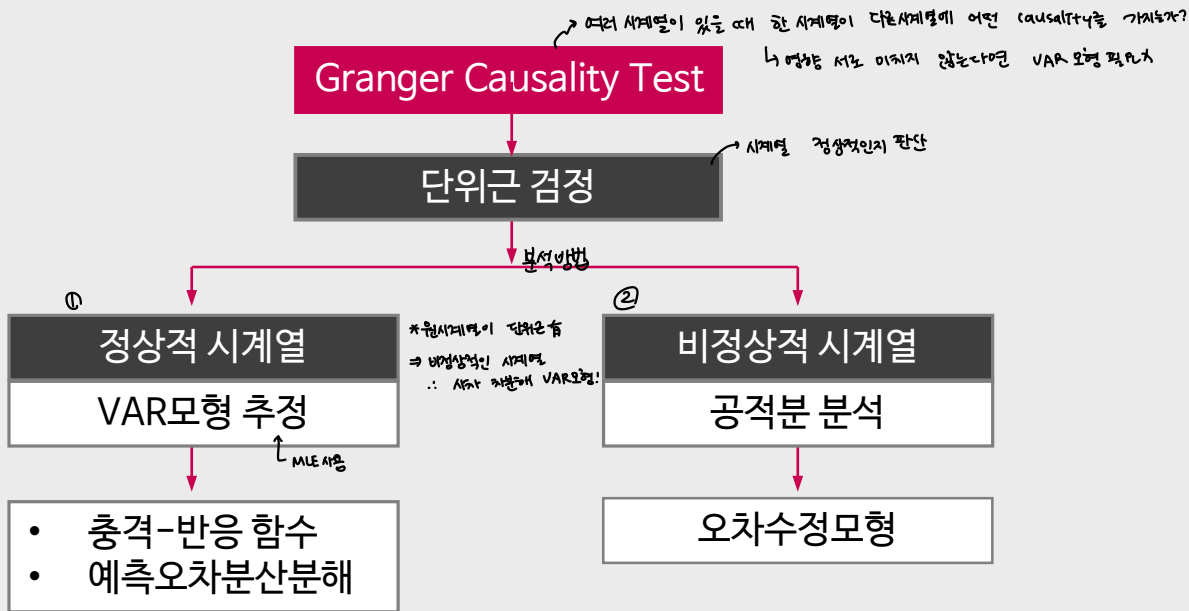 여러 시계열이 있을 때 한 시계열이 다른시계열에 어떤 causality를 가지는가?
↳ 영향 서로 미치지 않는다면 VAR 모형 필요X
Granger Causality Test
시계열 정상적인지 판단
단위근 검정
분석방법
① ②
정상적 시계열
*원시계열이 단위근 有
비정상적 시계열
⇒ 비정상적인 시계열
∴ 차분해 VAR모형!
VAR모형 추정
공적분 분석
MLE 사용
• 충격-반응 함수
오차수정모형
• 예측오차분산분해